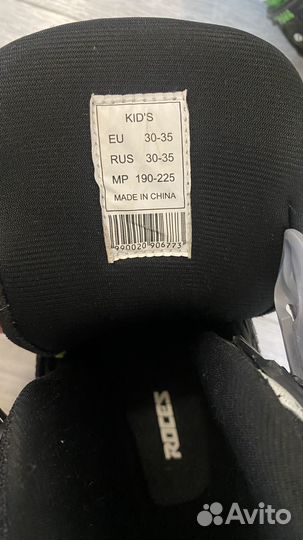 KID'S
EU 30-35
RUS 30-35
MP 190-225
MADE IN CHINA
990020 906773
ROCES
Avito